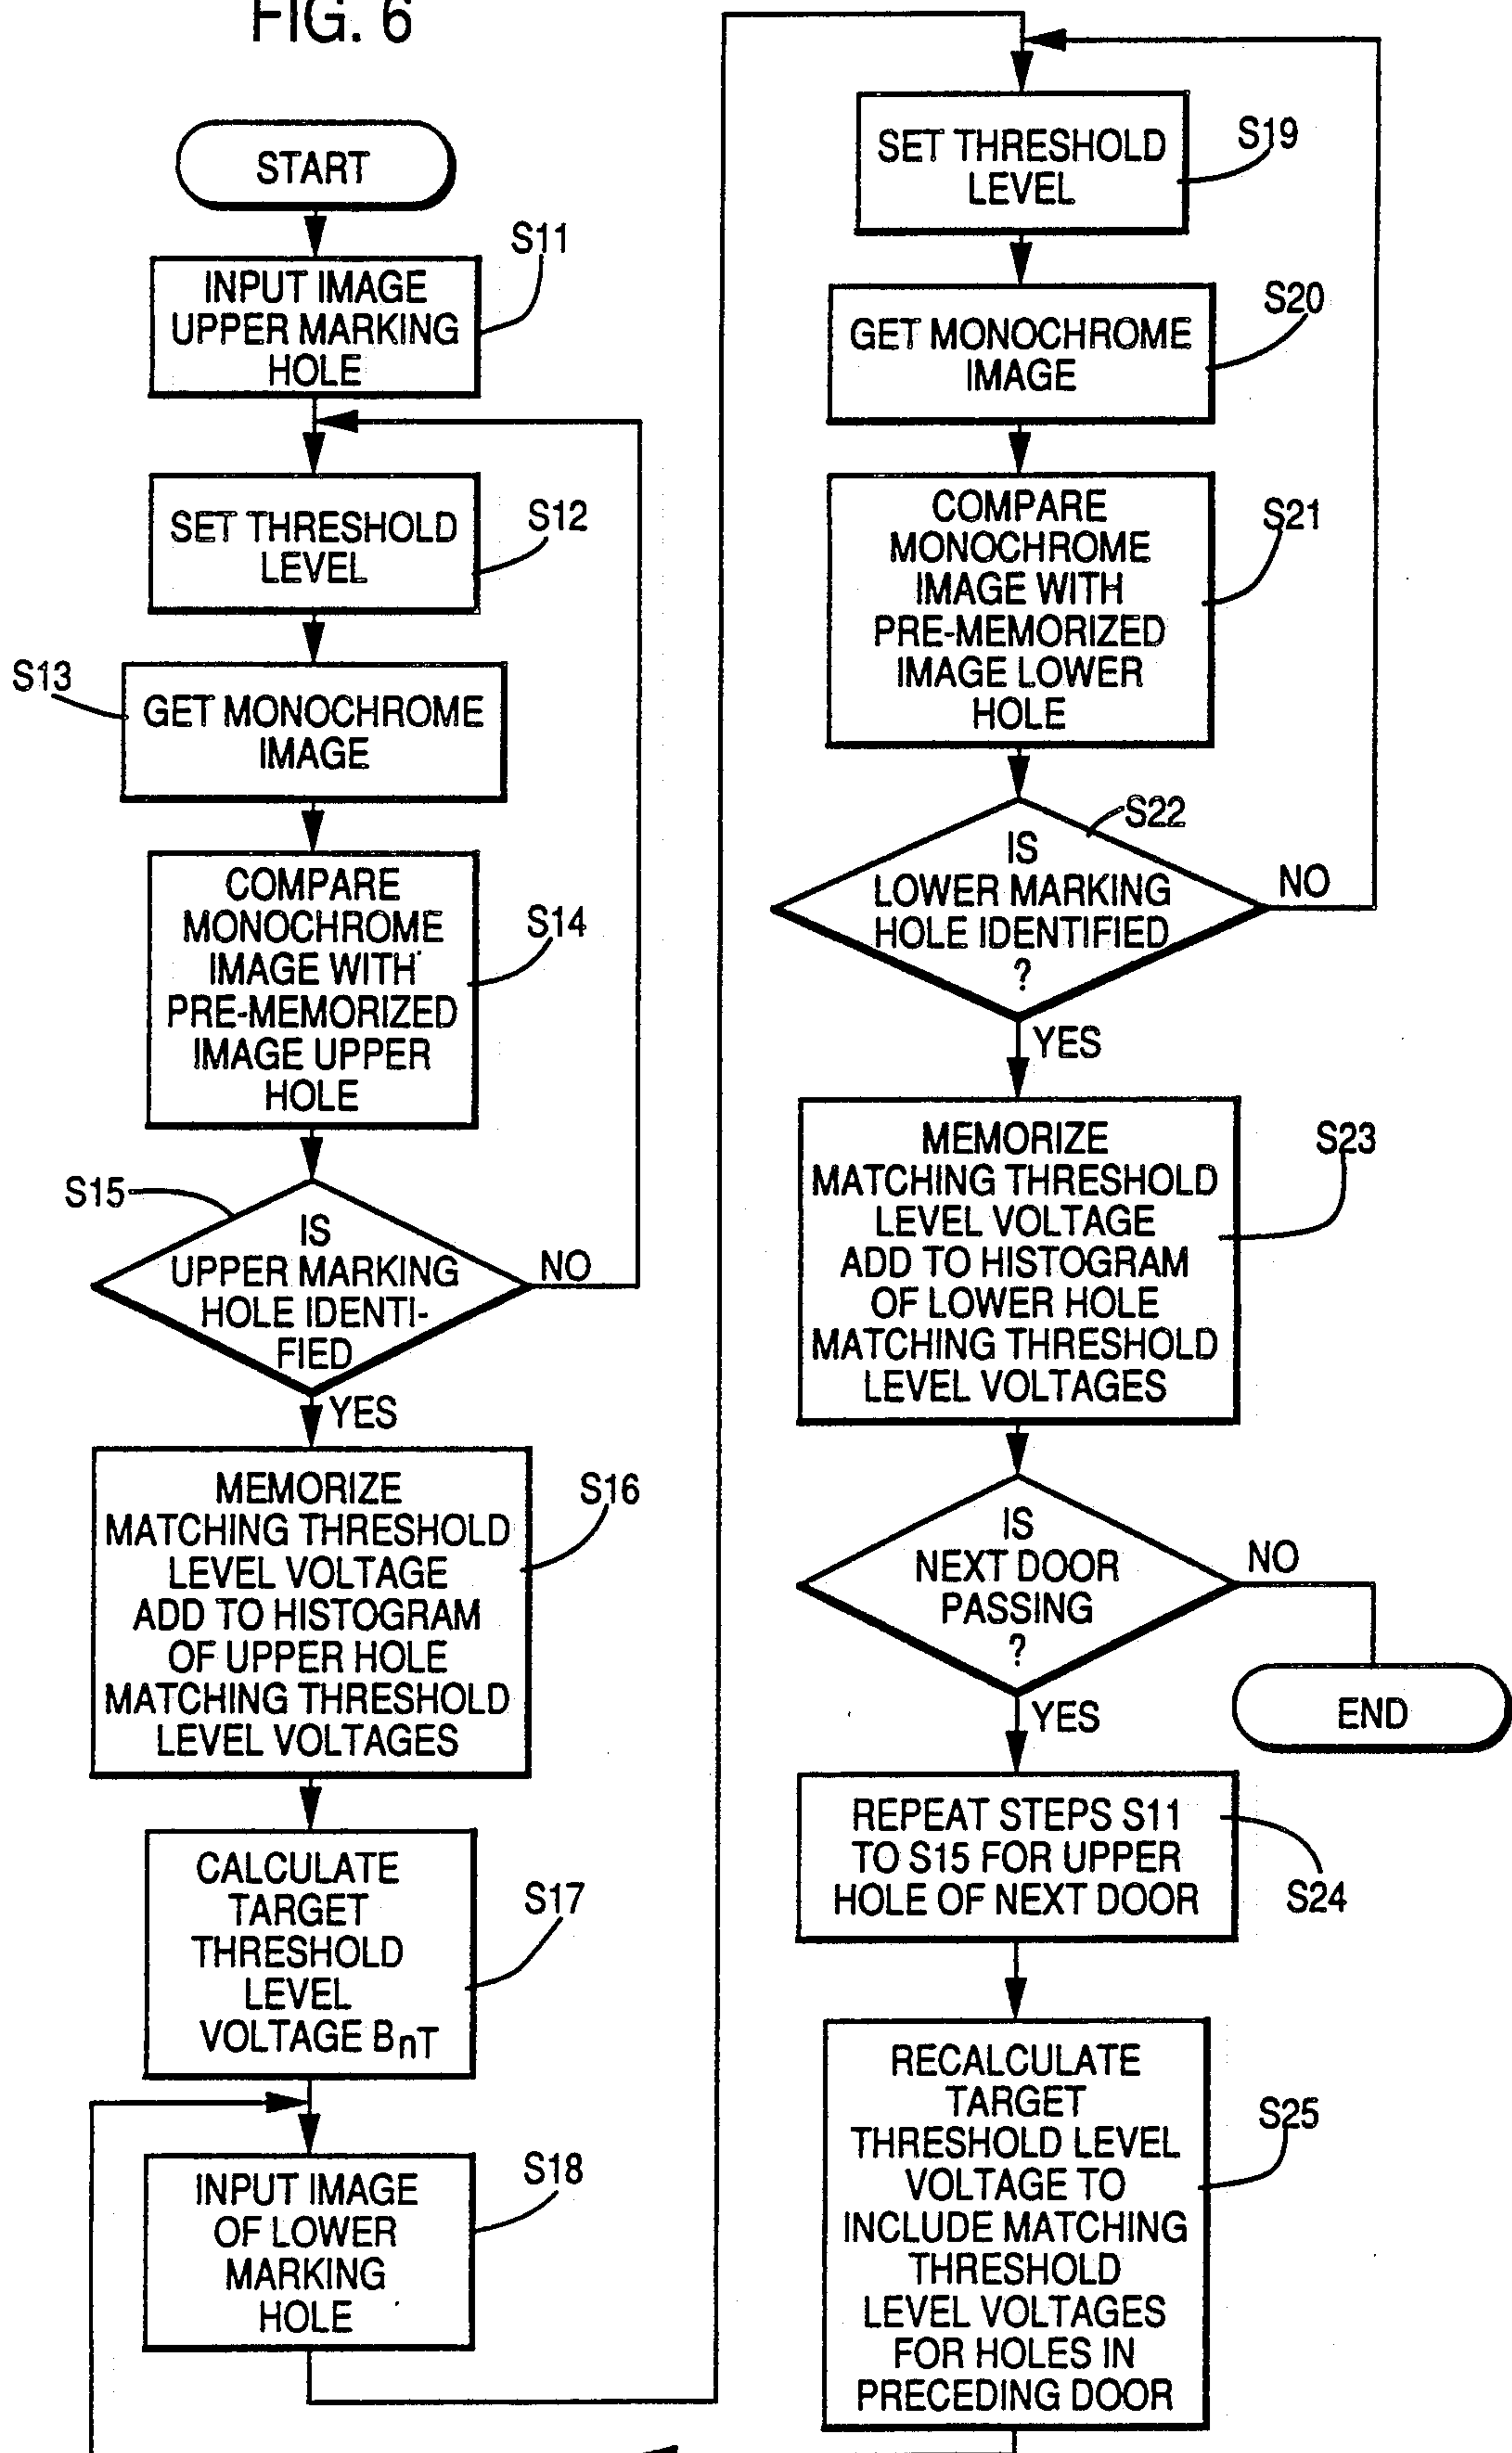 FIG. 6
START
S11
INPUT IMAGE
UPPER MARKING
HOLE
S12
SET THRESHOLD
LEVEL
S13
GET MONOCHROME
IMAGE
S14
COMPARE
MONOCHROME
IMAGE WITH
PRE-MEMORIZED
IMAGE UPPER
HOLE
S15
IS
UPPER MARKING
HOLE IDENTI-
FIED
NO
YES
S16
MEMORIZE
MATCHING THRESHOLD
LEVEL VOLTAGE
ADD TO HISTOGRAM
OF UPPER HOLE
MATCHING THRESHOLD
LEVEL VOLTAGES
S17
CALCULATE
TARGET
THRESHOLD
LEVEL
VOLTAGE BnT
S18
INPUT IMAGE
OF LOWER
MARKING
HOLE
S19
SET THRESHOLD
LEVEL
S20
GET MONOCHROME
IMAGE
S21
COMPARE
MONOCHROME
IMAGE WITH
PRE-MEMORIZED
IMAGE LOWER
HOLE
S22
IS
LOWER MARKING
HOLE IDENTIFIED
?
NO
YES
S23
MEMORIZE
MATCHING THRESHOLD
LEVEL VOLTAGE
ADD TO HISTOGRAM
OF LOWER HOLE
MATCHING THRESHOLD
LEVEL VOLTAGES
IS
NEXT DOOR
PASSING
?
NO
END
YES
REPEAT STEPS S11
TO S15 FOR UPPER
HOLE OF NEXT DOOR
S24
RECALCULATE
TARGET
THRESHOLD LEVEL
VOLTAGE TO
INCLUDE MATCHING
THRESHOLD
LEVEL VOLTAGES
FOR HOLES IN
PRECEDING DOOR
S25